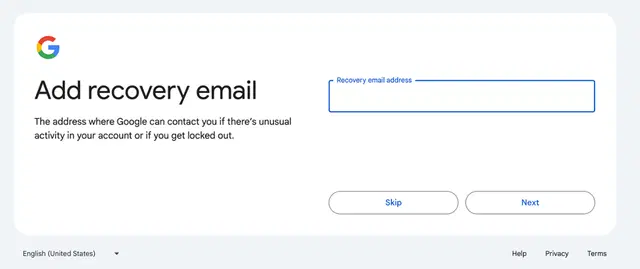 Add recovery email
The address where Google can contact you if there's unusual
activity in your account or if you get locked out.
Recovery email address
Skip
Next
English (United States)
Help
Privacy
Terms